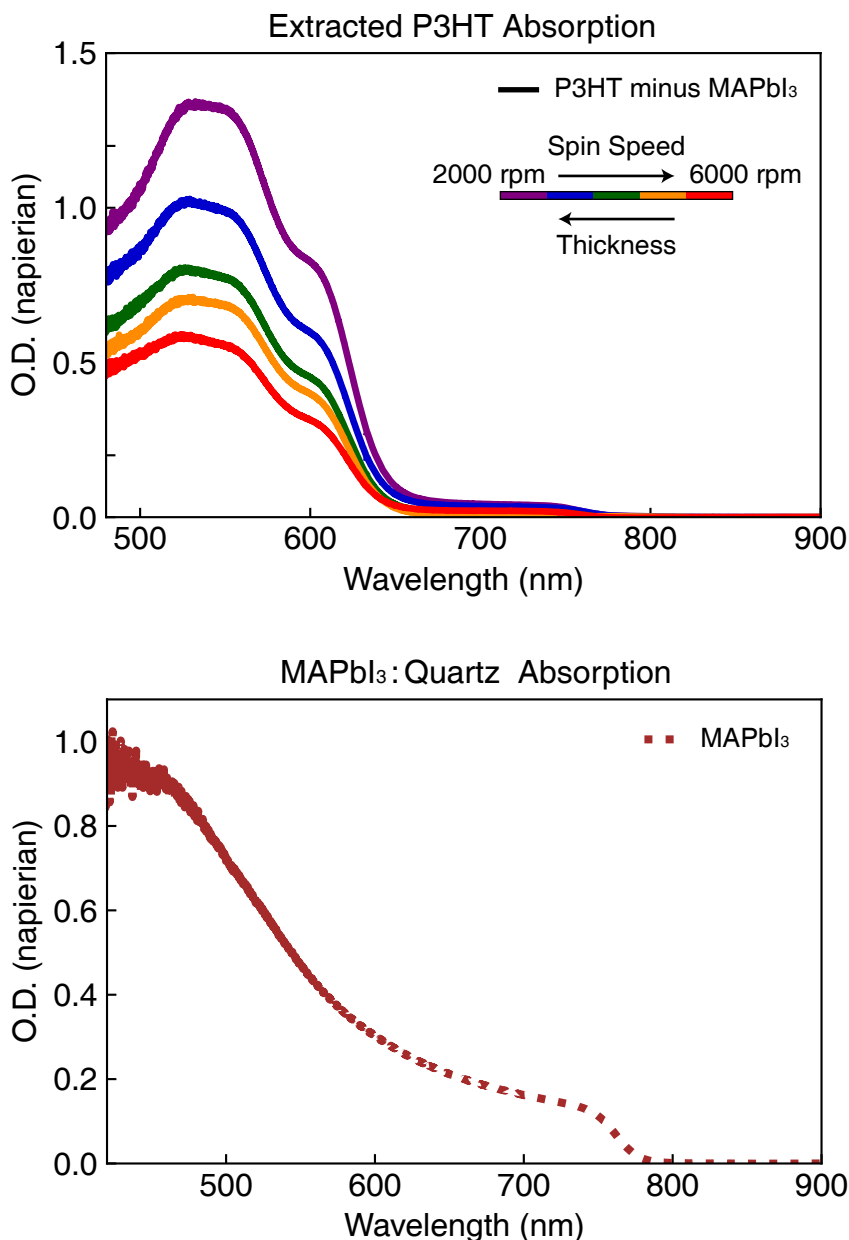 Extracted P3HT Absorption
1.5
1.0
0.5
0.0
O.D. (napierian)
P3HT minus MAPbI₃
Spin Speed
2000 rpm 6000 rpm
Thickness
500 600 700 800 900
Wavelength (nm)
MAPbI₃:Quartz Absorption
1.0
0.8
0.6
0.4
0.2
0.0
O.D. (napierian)
MAPbI₃
500 600 700 800 900
Wavelength (nm)